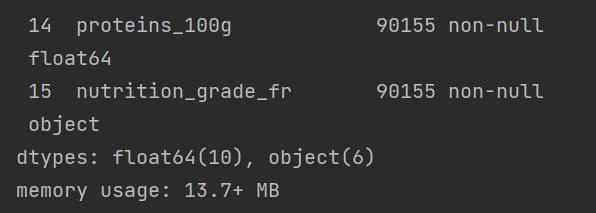 14  proteins_100g            90155 non-null
float64
15  nutrition_grade_fr       90155 non-null
object
dtypes: float64(10), object(6)
memory usage: 13.7+ MB